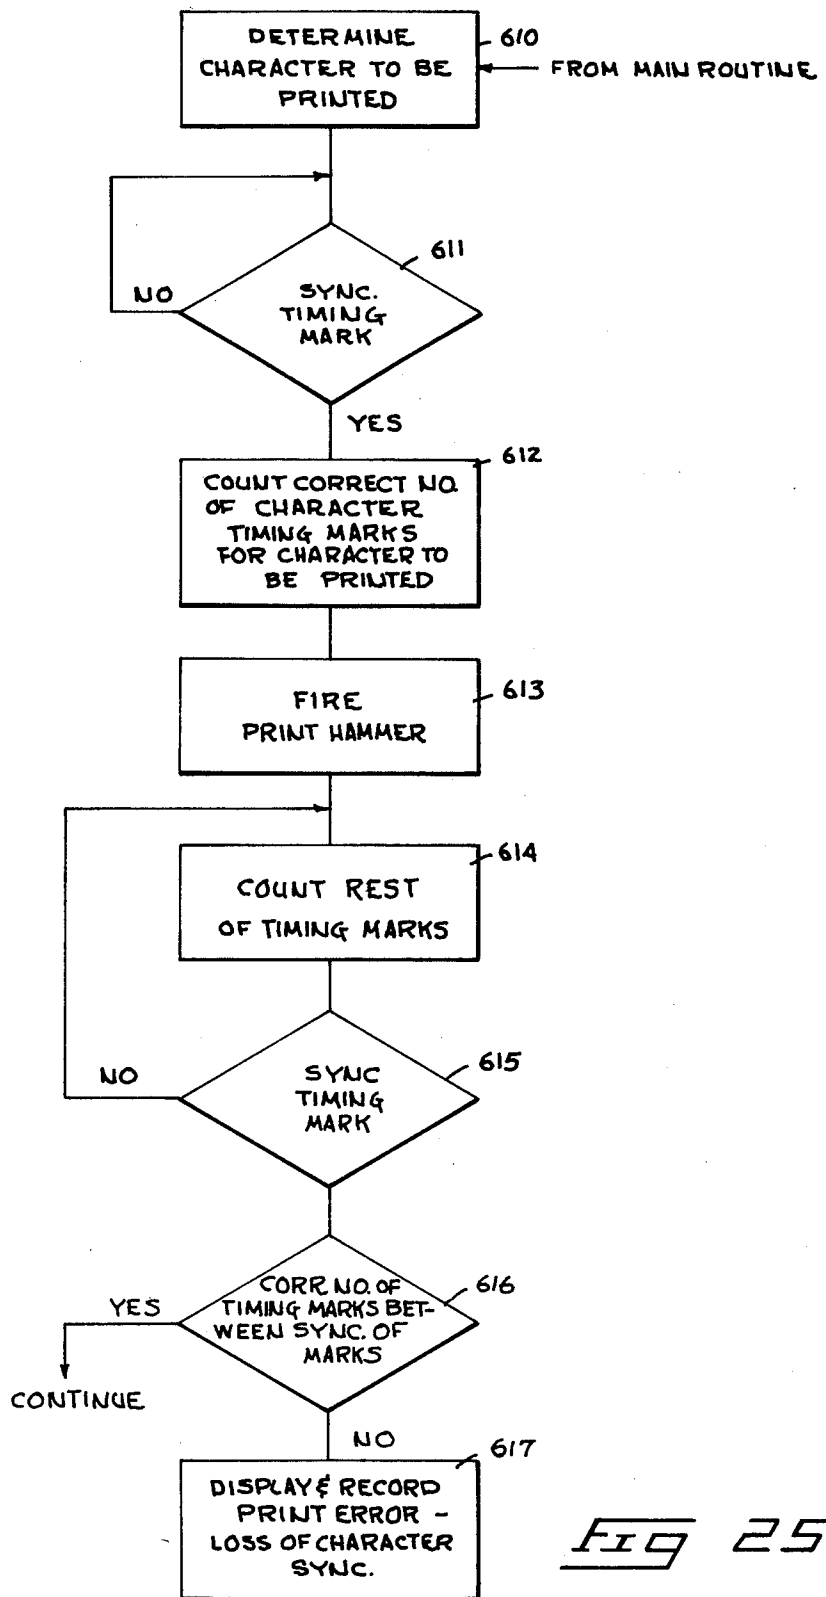 DETERMINE
CHARACTER TO BE
PRINTED
610
FROM MAIN ROUTINE
611
SYNC.
TIMING
MARK
NO
YES
612
COUNT CORRECT NO.
OF CHARACTER
TIMING MARKS
FOR CHARACTER TO
BE PRINTED
FIRE
PRINT HAMMER
613
614
COUNT REST
OF TIMING MARKS
615
SYNC
TIMING
MARK
NO
616
CORR NO. OF
TIMING MARKS BET-
WEEN SYNC. OF
MARKS
YES
CONTINUE
NO
617
DISPLAY & RECORD
PRINT ERROR -
LOSS OF CHARACTER
SYNC.
FIG 25